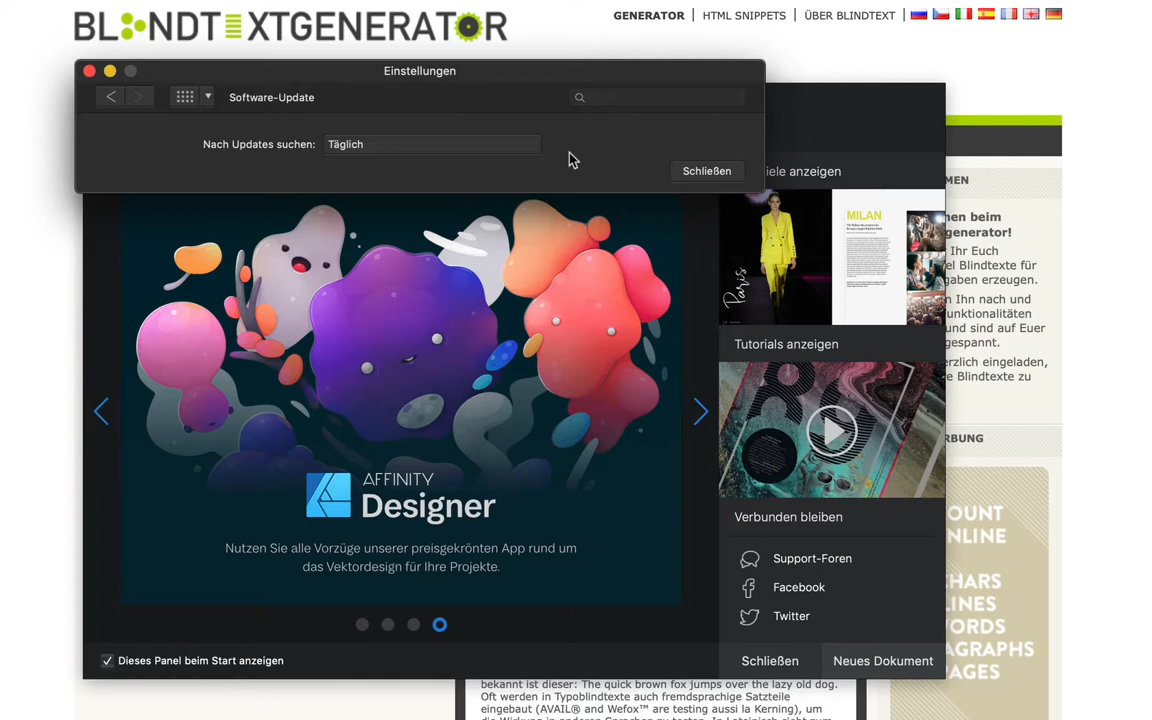 BLINDTEXTGENERATOR
GENERATOR | HTML SNIPPETS | ÜBER BLINDTEXT
Einstellungen
Software-Update
Nach Updates suchen: Täglich
Schließen
iele anzeigen
MILAN
Paris
Tutorials anzeigen
AFFINITY
Designer
Nutzen Sie alle Vorzüge unserer preisgekrönten App rund um
das Vektordesign für Ihre Projekte.
Verbunden bleiben
Support-Foren
Facebook
Twitter
Dieses Panel beim Start anzeigen
Schließen
Neues Dokument
MEN
nen beim
generator!
Ihr Euch
el Blindtexte für
gaben erzeugen.
n Ihn nach und
unktionalitäten
und sind auf Euer
gespannt.
erzlich eingeladen,
e Blindtexte zu
RBUNG
OUNT
NLINE
CHARS
LINES
WORDS
AGRAPHS
PAGES
bekannt ist dieser: The quick brown fox jumps over the lazy old dog.
Oft werden in Typoblindtexte auch fremdsprachige Satzteile
eingebaut (AVAIL® and Wefox™ are testing aussi la Kerning), um